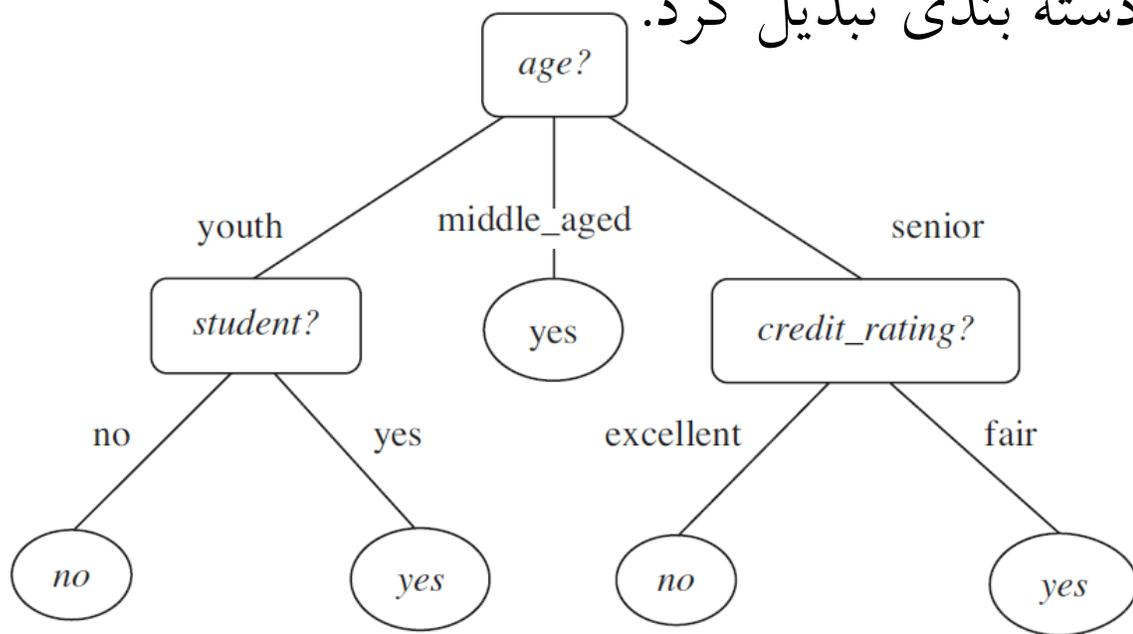 دسته بندی تبدیل کرد.
age?
youth
middle_aged
senior
student?
yes
credit_rating?
no
yes
excellent
fair
no
yes
no
yes